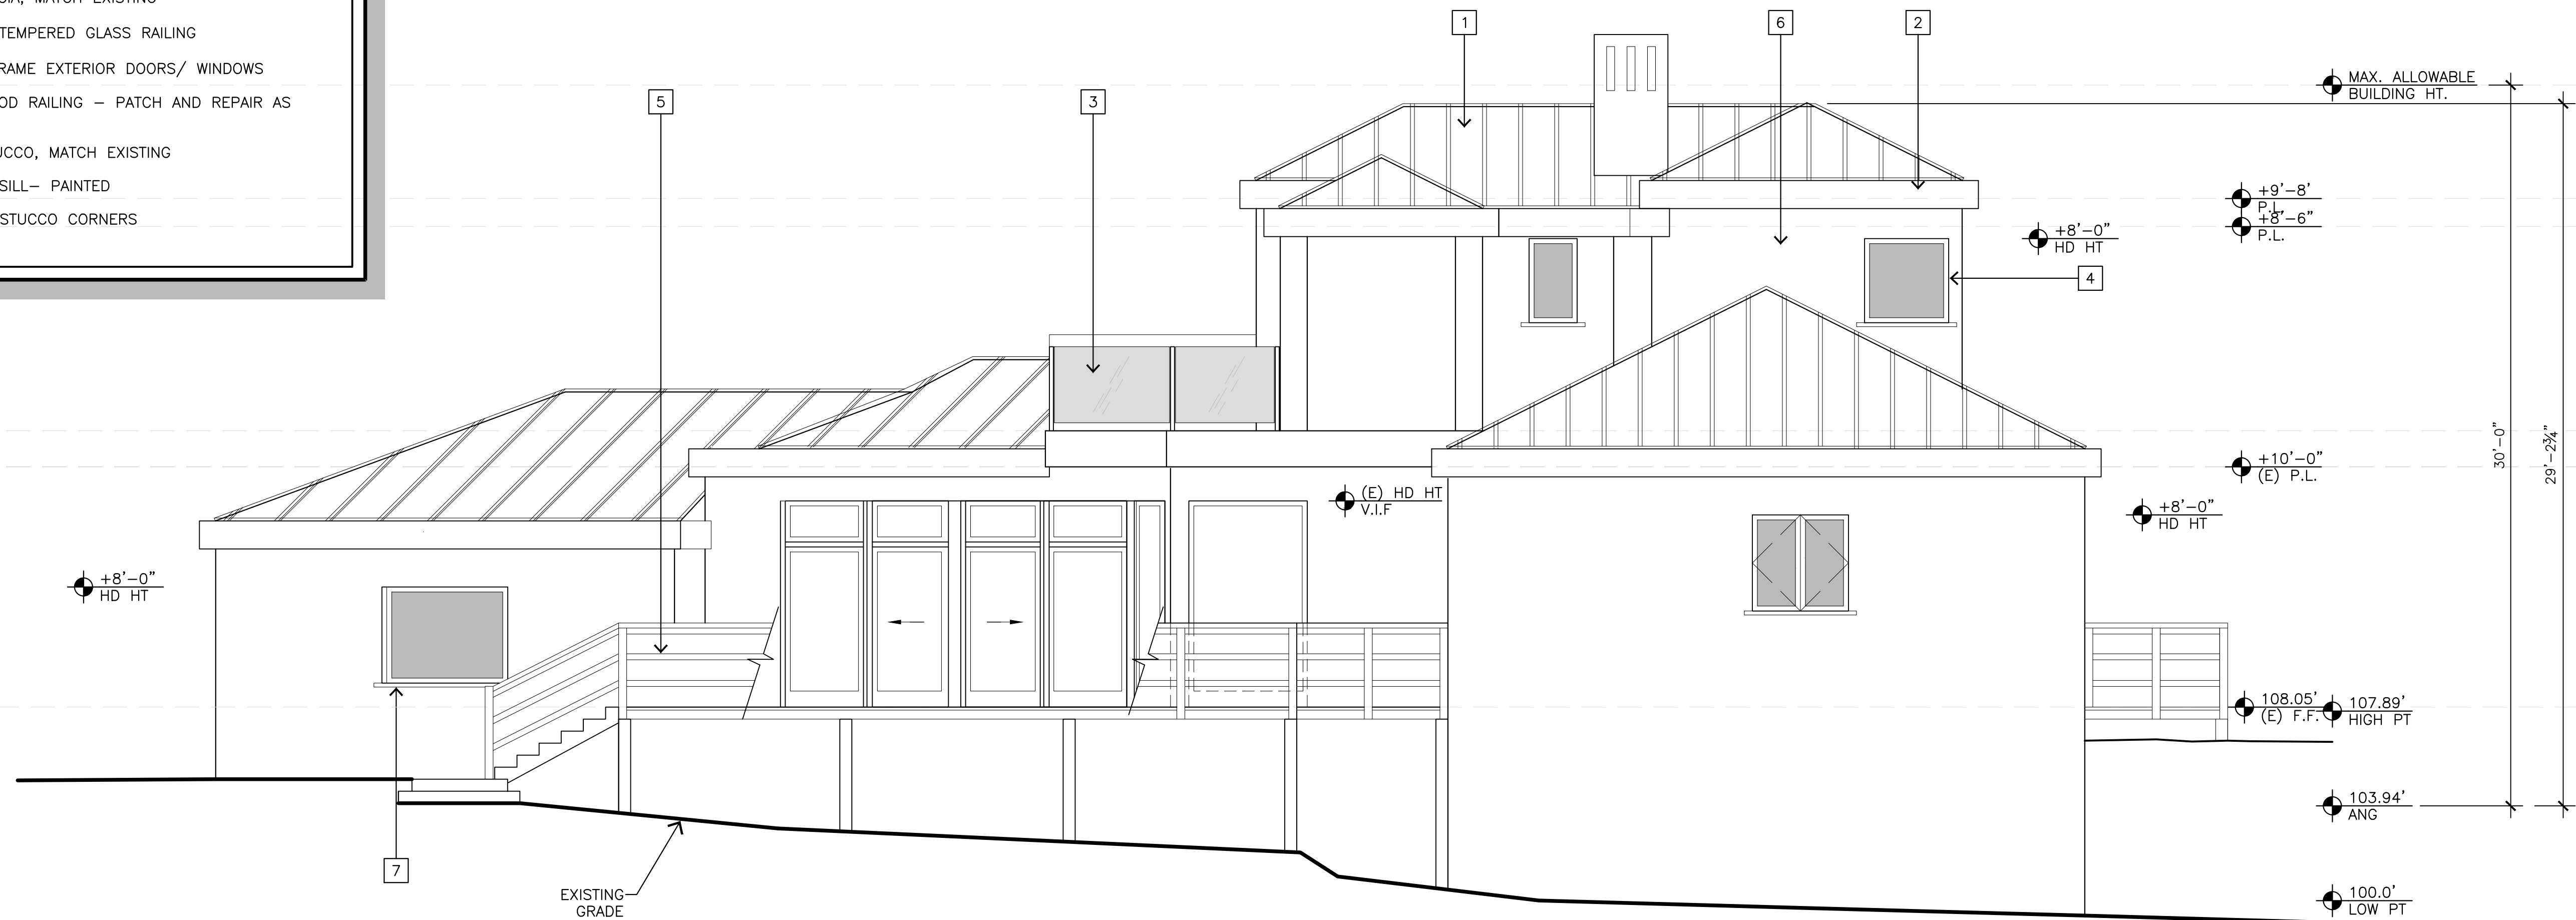 MATCH EXISTING
TEMPERED GLASS RAILING
EXTERIOR DOORS/ WINDOWS
RAILING – PATCH AND REPAIR AS
MATCH EXISTING
SILL– PAINTED
STUCCO CORNERS
1
6
2
5
3
MAX. ALLOWABLE
BUILDING HT.
+9'-8'
P.L.
+8'-6"
P.L.
+8'-0"
HD HT
4
30'-0"
29'-2¾"
+10'-0"
(E) P.L.
(E) HD HT
V.I.F
+8'-0"
HD HT
+8'-0"
HD HT
108.05'
(E) F.F.
107.89'
HIGH PT
103.94'
ANG
7
EXISTING
GRADE
100.0'
LOW PT